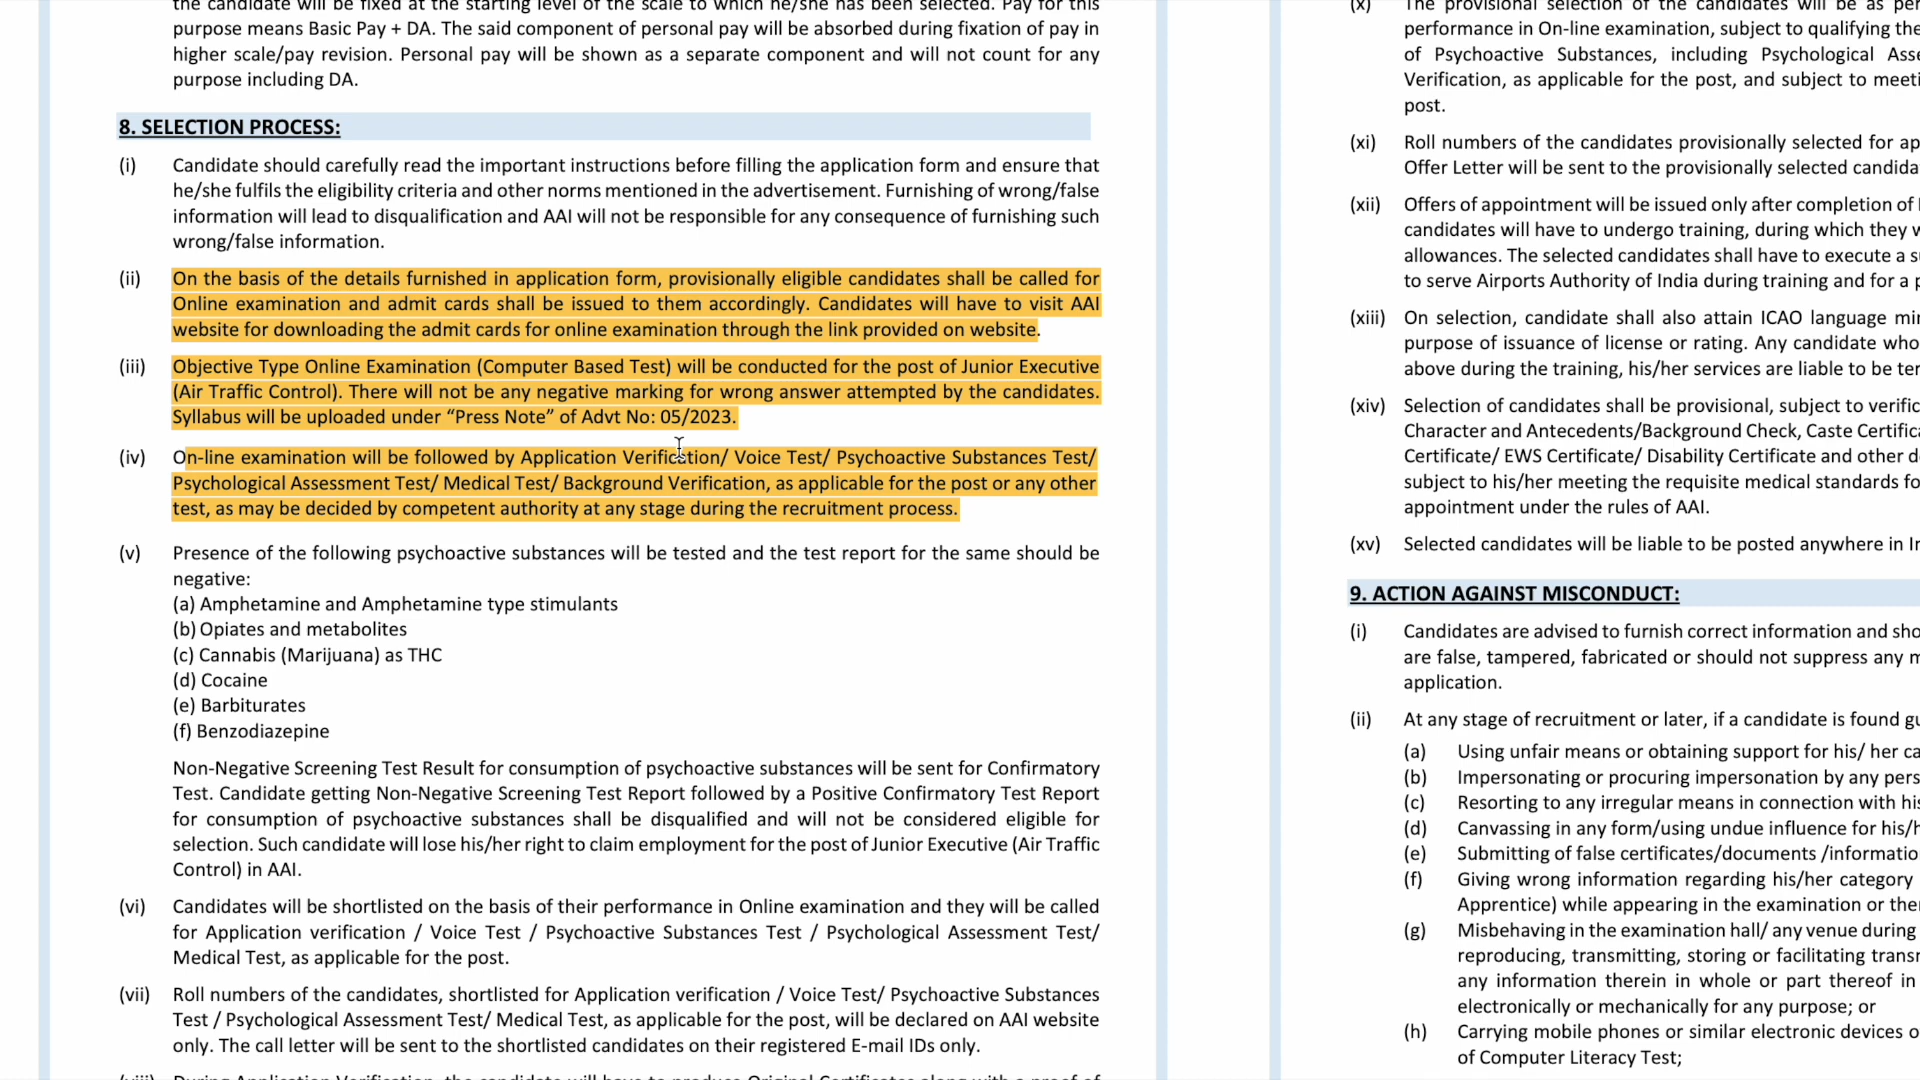 the candidate will be fixed at the starting level of the scale to which he/she has been selected. Pay for this
purpose means Basic Pay + DA. The said component of personal pay will be absorbed during fixation of pay in
higher scale/pay revision. Personal pay will be shown as a separate component and will not count for any
purpose including DA.
8. SELECTION PROCESS:
(i) Candidate should carefully read the important instructions before filling the application form and ensure that
he/she fulfils the eligibility criteria and other norms mentioned in the advertisement. Furnishing of wrong/false
information will lead to disqualification and AAI will not be responsible for any consequence of furnishing such
wrong/false information.
(ii) On the basis of the details furnished in application form, provisionally eligible candidates shall be called for
Online examination and admit cards shall be issued to them accordingly. Candidates will have to visit AAI
website for downloading the admit cards for online examination through the link provided on website.
(iii) Objective Type Online Examination (Computer Based Test) will be conducted for the post of Junior Executive
(Air Traffic Control). There will not be any negative marking for wrong answer attempted by the candidates.
Syllabus will be uploaded under “Press Note” of Advt No: 05/2023.
(iv) On-line examination will be followed by Application Verification/ Voice Test/ Psychoactive Substances Test/
Psychological Assessment Test/ Medical Test/ Background Verification, as applicable for the post or any other
test, as may be decided by competent authority at any stage during the recruitment process.
(v) Presence of the following psychoactive substances will be tested and the test report for the same should be
negative:
(a) Amphetamine and Amphetamine type stimulants
(b) Opiates and metabolites
(c) Cannabis (Marijuana) as THC
(d) Cocaine
(e) Barbiturates
(f) Benzodiazepine
Non-Negative Screening Test Result for consumption of psychoactive substances will be sent for Confirmatory
Test. Candidate getting Non-Negative Screening Test Report followed by a Positive Confirmatory Test Report
for consumption of psychoactive substances shall be disqualified and will not be considered eligible for
selection. Such candidate will lose his/her right to claim employment for the post of Junior Executive (Air Traffic
Control) in AAI.
(vi) Candidates will be shortlisted on the basis of their performance in Online examination and they will be called
for Application verification / Voice Test / Psychoactive Substances Test / Psychological Assessment Test/
Medical Test, as applicable for the post.
(vii) Roll numbers of the candidates, shortlisted for Application verification / Voice Test/ Psychoactive Substances
Test / Psychological Assessment Test/ Medical Test, as applicable for the post, will be declared on AAI website
only. The call letter will be sent to the shortlisted candidates on their registered E-mail IDs only.
(viii) During Application Verification, the candidate will have to produce Original Certificates along with a proof of
(x) The provisional selection of the candidates will be as
performance in On-line examination, subject to qualifying the
of Psychoactive Substances, including Psychological
Verification, as applicable for the post, and subject to
post.
(xi) Roll numbers of the candidates provisionally selected for
Offer Letter will be sent to the provisionally selected
(xii) Offers of appointment will be issued only after completion of
candidates will have to undergo training, during which they
allowances. The selected candidates shall have to execute a
to serve Airports Authority of India during training and for a
(xiii) On selection, candidate shall also attain ICAO language
purpose of issuance of license or rating. Any candidate who
above during the training, his/her services are liable to be
(xiv) Selection of candidates shall be provisional, subject to
Character and Antecedents/Background Check, Caste
Certificate/ EWS Certificate/ Disability Certificate and other
subject to his/her meeting the requisite medical standards
appointment under the rules of AAI.
(xv) Selected candidates will be liable to be posted anywhere in
9. ACTION AGAINST MISCONDUCT:
(i) Candidates are advised to furnish correct information and
are false, tampered, fabricated or should not suppress any
application.
(ii) At any stage of recruitment or later, if a candidate is found
(a) Using unfair means or obtaining support for his/ her
(b) Impersonating or procuring impersonation by any
(c) Resorting to any irregular means in connection with
(d) Canvassing in any form/using undue influence for
(e) Submitting of false certificates/documents
(f) Giving wrong information regarding his/her category
Apprentice) while appearing in the examination or
(g) Misbehaving in the examination hall/ any venue during
reproducing, transmitting, storing or facilitating
any information therein in whole or part thereof in
electronically or mechanically for any purpose; or
(h) Carrying mobile phones or similar electronic devices
of Computer Literacy Test;